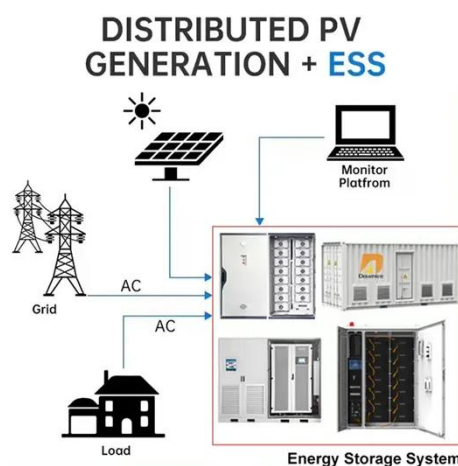 DISTRIBUTED PV
GENERATION + ESS
Monitor
Platfrom
AC
Grid
AC
Load
Energy Storage System